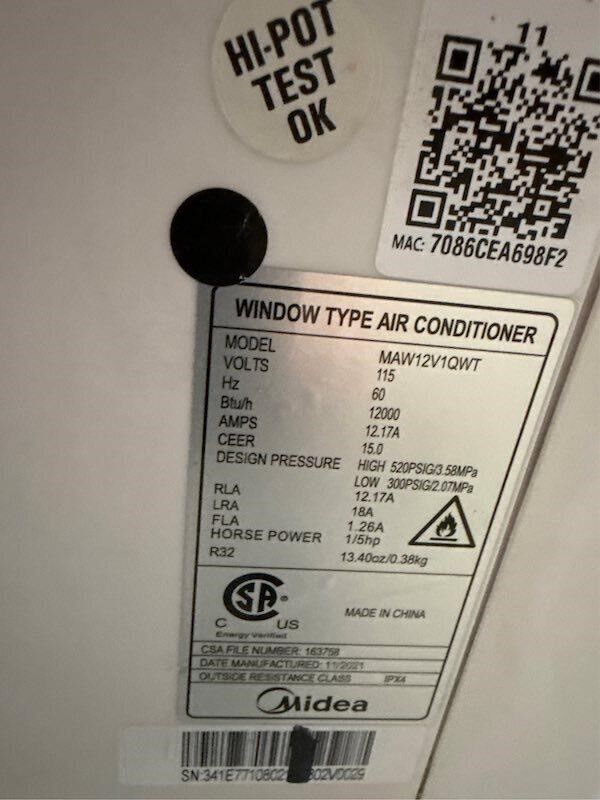 HI-POT
TEST
OK
11
MAC: 7086CEA698F2
WINDOW TYPE AIR CONDITIONER
MODEL MAW12V1QWT
VOLTS 115
Hz 60
Btu/h 12000
AMPS 12.17A
CEER 15.0
DESIGN PRESSURE HIGH 520PSIG/3.58MPa
LOW 300PSIG/2.07MPa
RLA 12.17A
LRA 18A
FLA 1.26A
HORSE POWER 1/5hp
R32 13.40oz/0.38kg
SA ®
C US
Energy Verified
MADE IN CHINA
CSA FILE NUMBER: 163758
DATE MANUFACTURED: 11/2021
OUTSIDE RESISTANCE CLASS IPX4
Midea